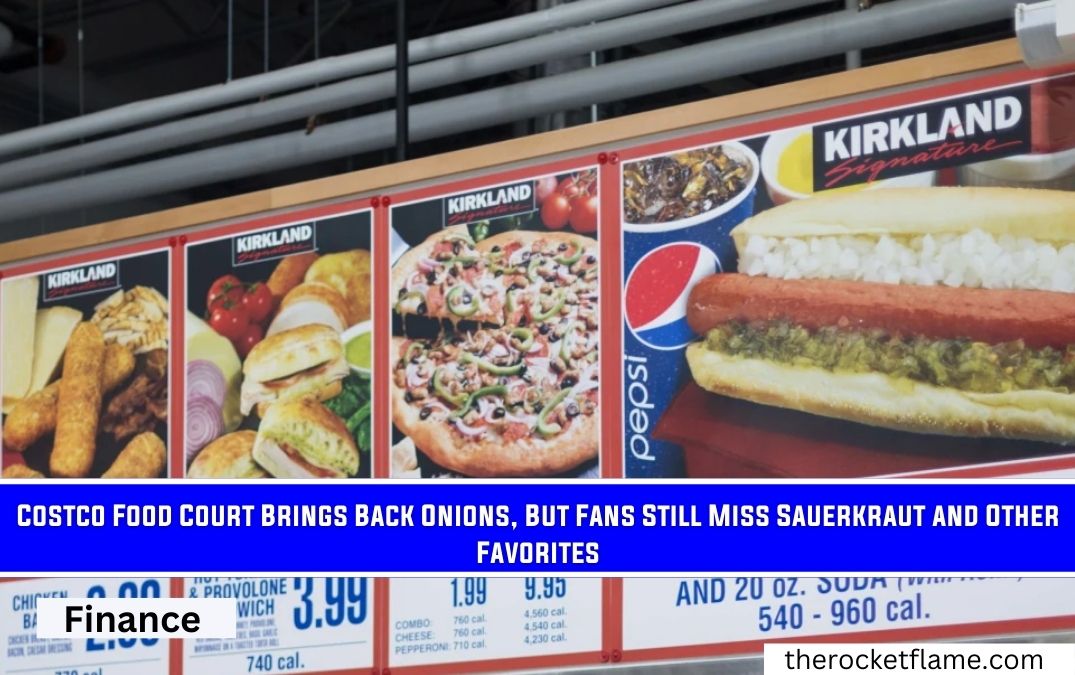 KIRKLAND
Signature
KIRKLAND
Signature
KIRKLAND
Signature
KIRKLAND
Signature
pepsi
COSTCO FOOD COURT BRINGS BACK ONIONS, BUT FANS STILL MISS SAUERKRAUT AND OTHER
FAVORITES
CHICKEN
& PROVOLONE
3.99
740 cal.
1.99 9.95
COMBO: 760 cal. 4,560 cal.
CHEESE: 760 cal. 4,540 cal.
PEPPERONI: 710 cal. 4,230 cal.
AND 20 oz. SODA
540 - 960 cal.
Finance
therocketflame.com